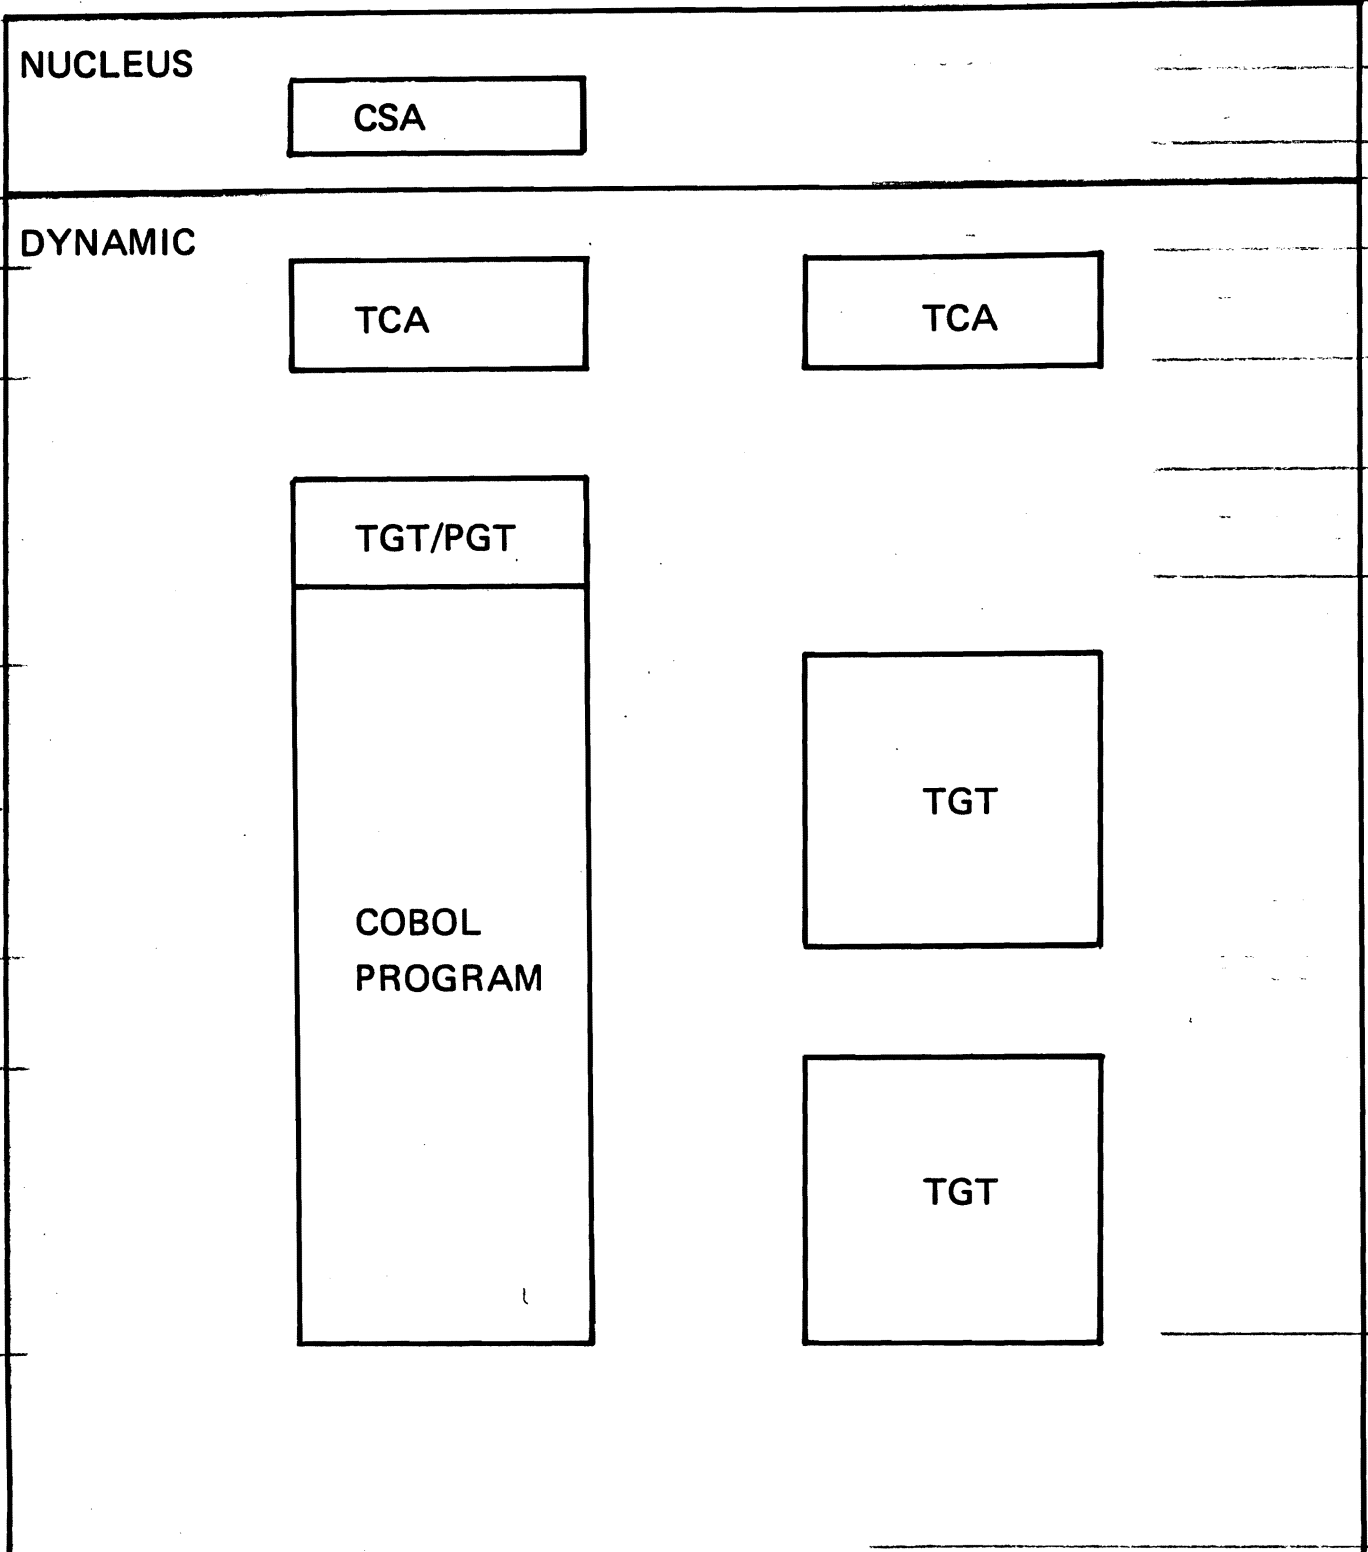 NUCLEUS
CSA
DYNAMIC
TCA
TCA
TGT/PGT
TGT
COBOL
PROGRAM
TGT